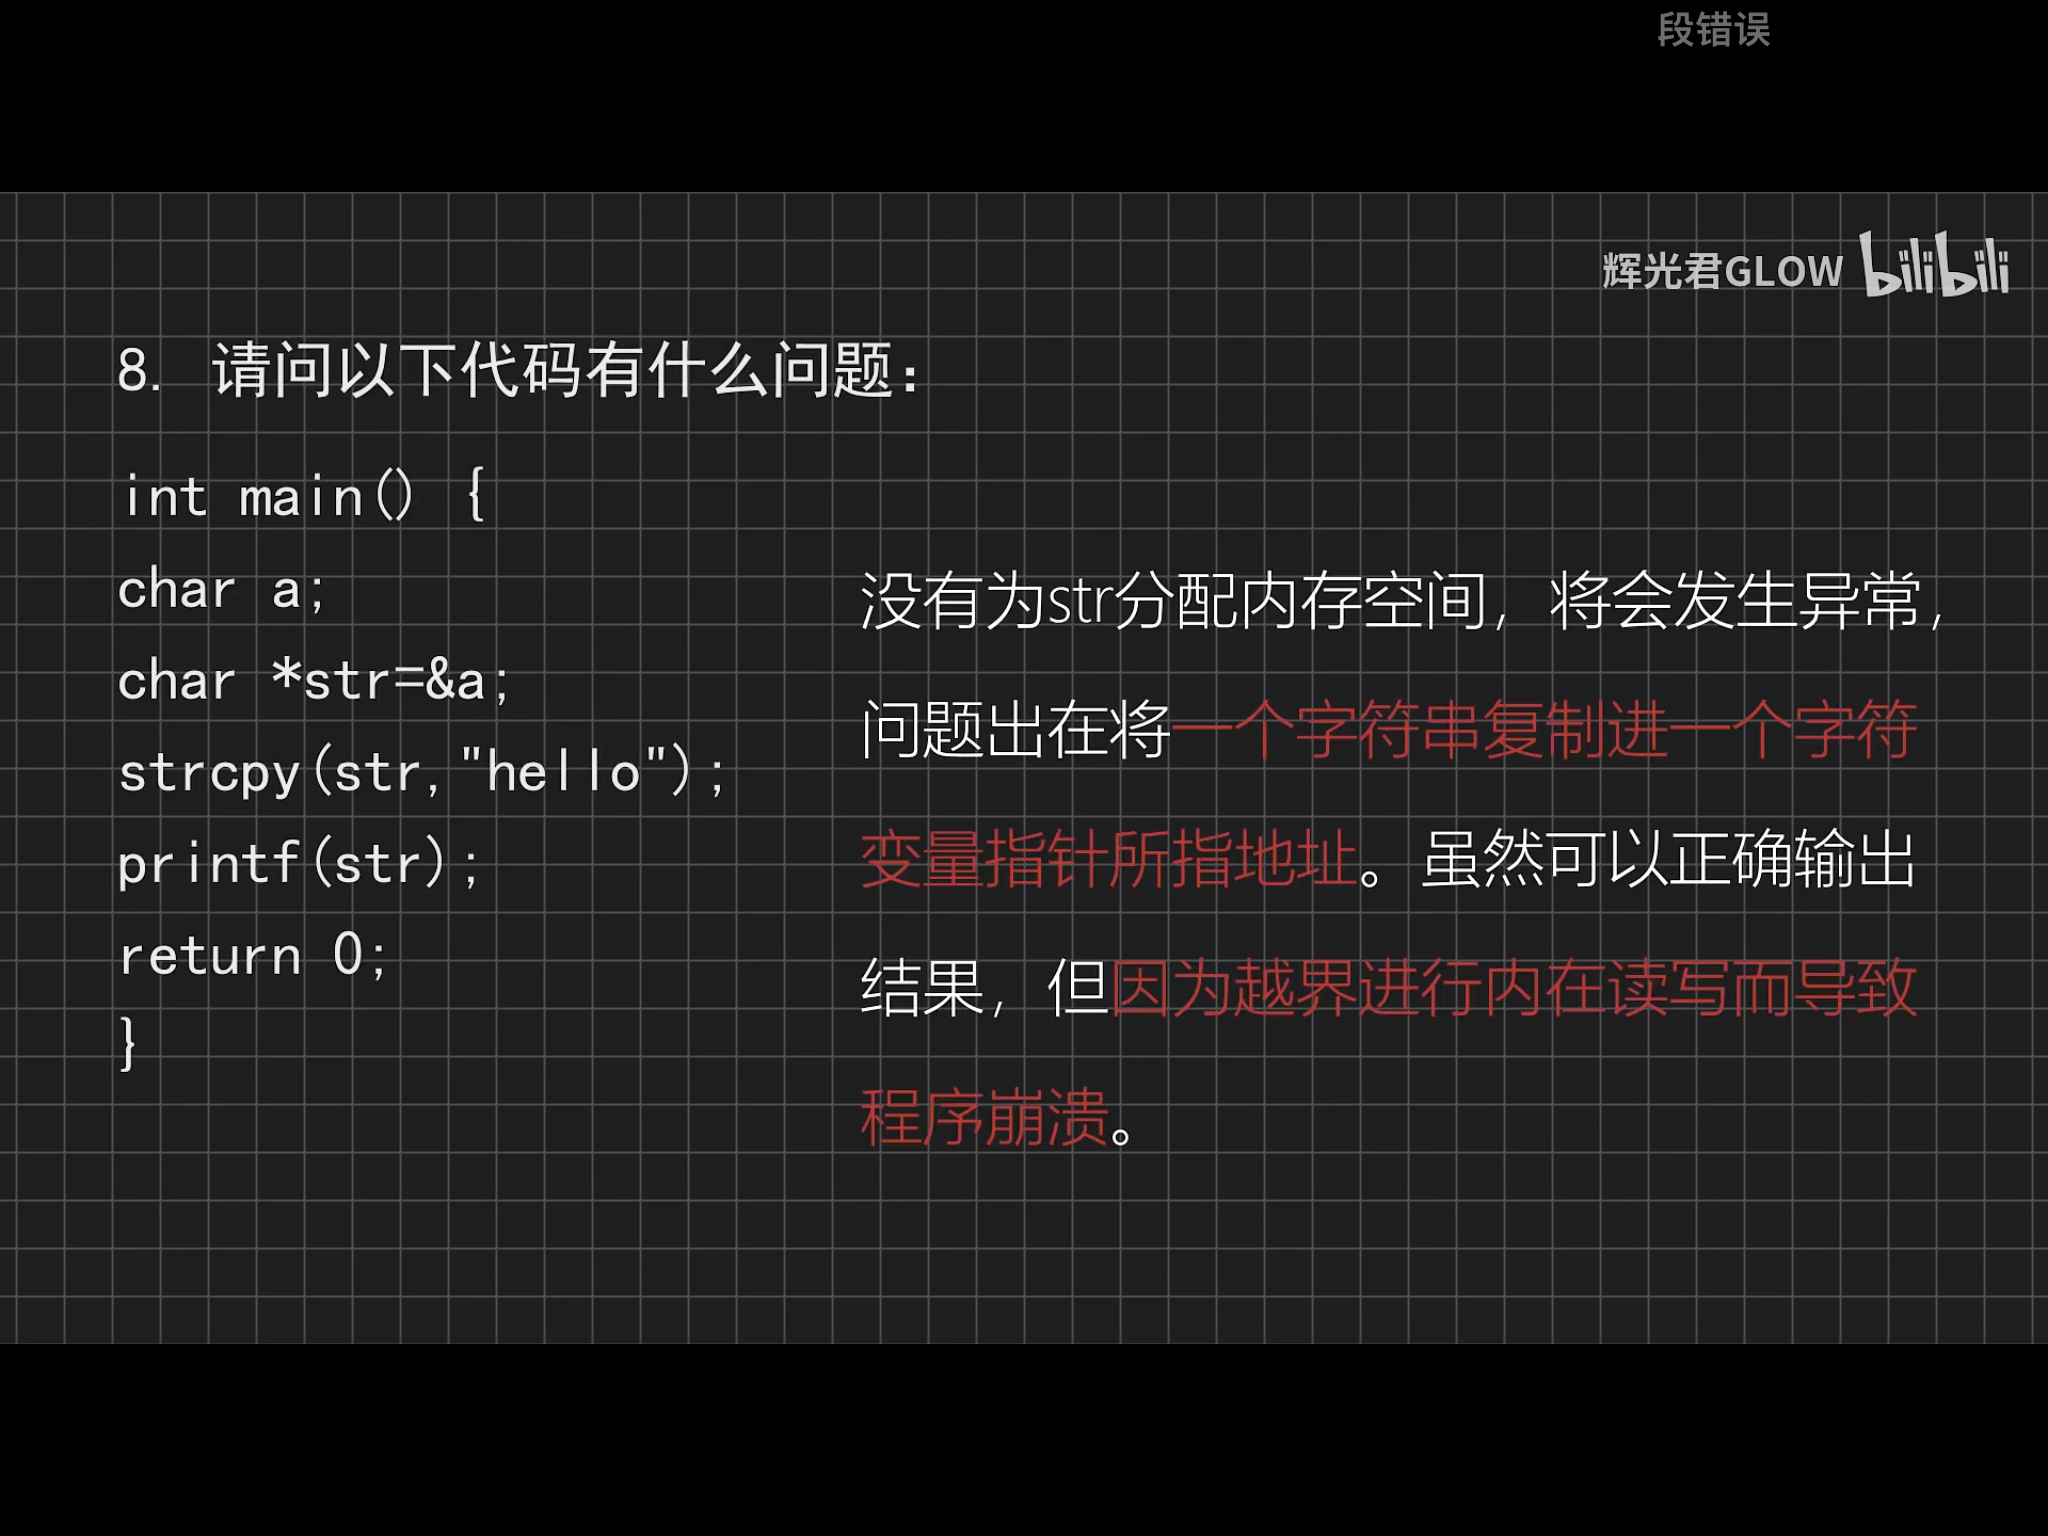 段错误
辉光君GLOW bilibili
8. 请问以下代码有什么问题：
int main() {
char a;
char *str=&a;
strcpy(str,"hello");
printf(str);
return 0;
}
没有为str分配内存空间，将会发生异常，
问题出在将一个字符串复制进一个字符
变量指针所指地址。虽然可以正确输出
结果，但因为越界进行内在读写而导致
程序崩溃。